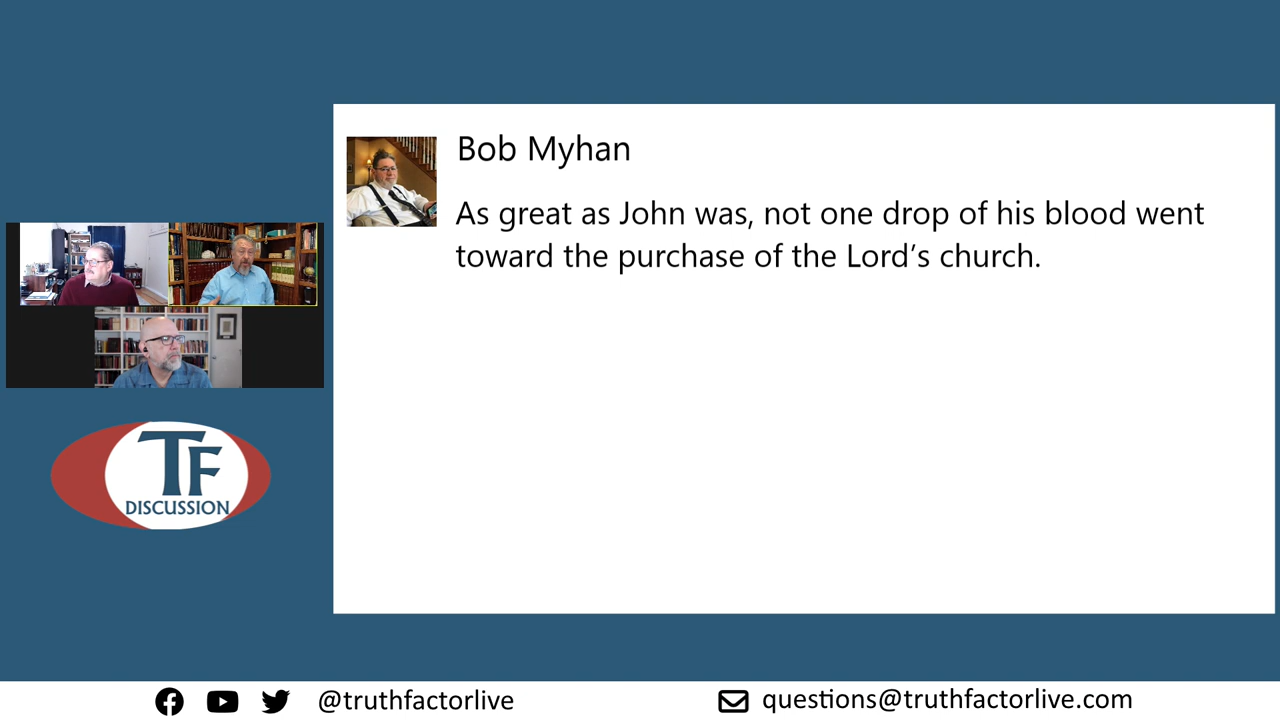 Bob Myhan
As great as John was, not one drop of his blood went
toward the purchase of the Lord’s church.
TF
DISCUSSION
@truthfactorlive
questions@truthfactorlive.com